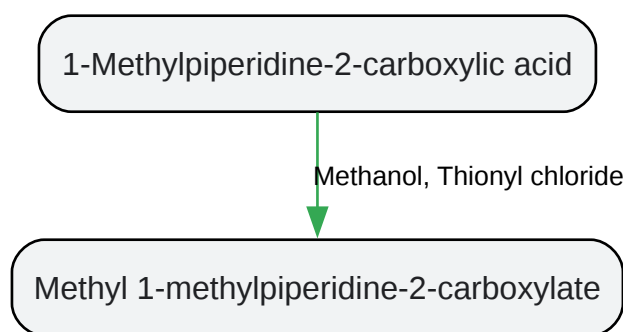 1-Methylpiperidine-2-carboxylic acid
Methanol, Thionyl chloride
Methyl 1-methylpiperidine-2-carboxylate